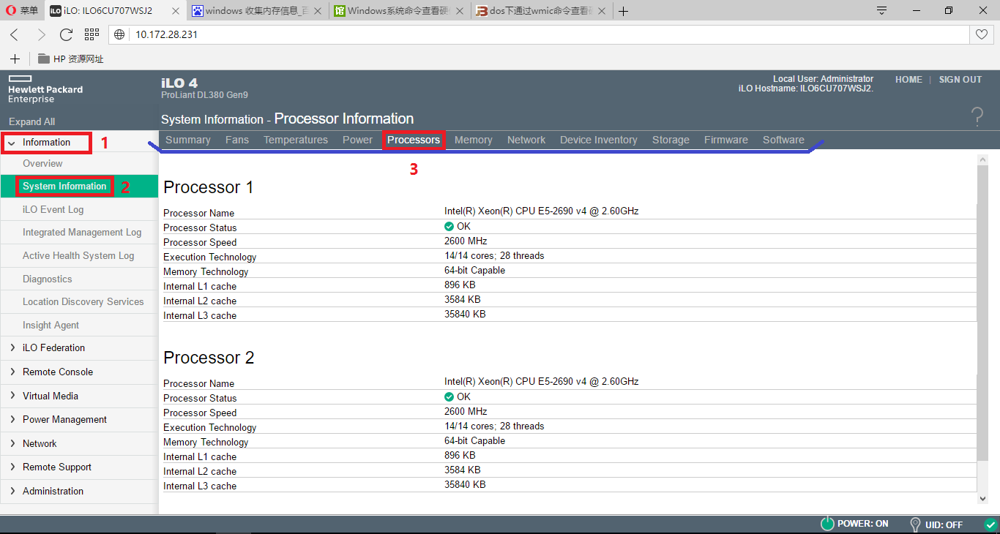 菜单
iLO: ILO6CU707WSJ2
windows 收集内存信息_百
Windows系统命令查看硬
dos下通过wmic命令查看硬
10.172.28.231
HP 资源网址
Hewlett Packard
Enterprise
iLO 4
ProLiant DL380 Gen9
Local User: Administrator
iLO Hostname: ILO6CU707WSJ2.
HOME | SIGN OUT
Expand All
System Information - Processor Information
Summary Fans Temperatures Power Processors Memory Network Device Inventory Storage Firmware Software
Information 1
Overview
System Information 2
iLO Event Log
Integrated Management Log
Active Health System Log
Diagnostics
Location Discovery Services
Insight Agent
iLO Federation
Remote Console
Virtual Media
Power Management
Network
Remote Support
Administration
3
Processor 1
Processor Name Intel(R) Xeon(R) CPU E5-2690 v4 @ 2.60GHz
Processor Status OK
Processor Speed 2600 MHz
Execution Technology 14/14 cores; 28 threads
Memory Technology 64-bit Capable
Internal L1 cache 896 KB
Internal L2 cache 3584 KB
Internal L3 cache 35840 KB
Processor 2
Processor Name Intel(R) Xeon(R) CPU E5-2690 v4 @ 2.60GHz
Processor Status OK
Processor Speed 2600 MHz
Execution Technology 14/14 cores; 28 threads
Memory Technology 64-bit Capable
Internal L1 cache 896 KB
Internal L2 cache 3584 KB
Internal L3 cache 35840 KB
POWER: ON UID: OFF